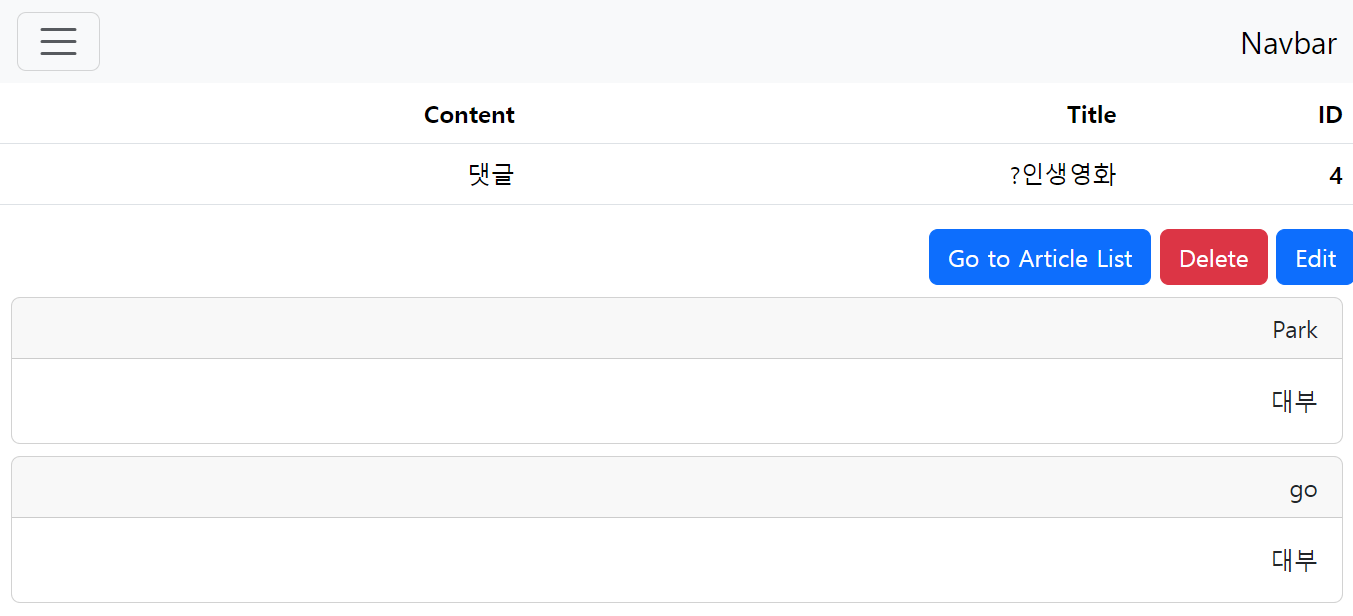 Navbar
Content Title ID
댓글 ?인생영화 4
Go to Article List Delete Edit
Park
대부
go
대부